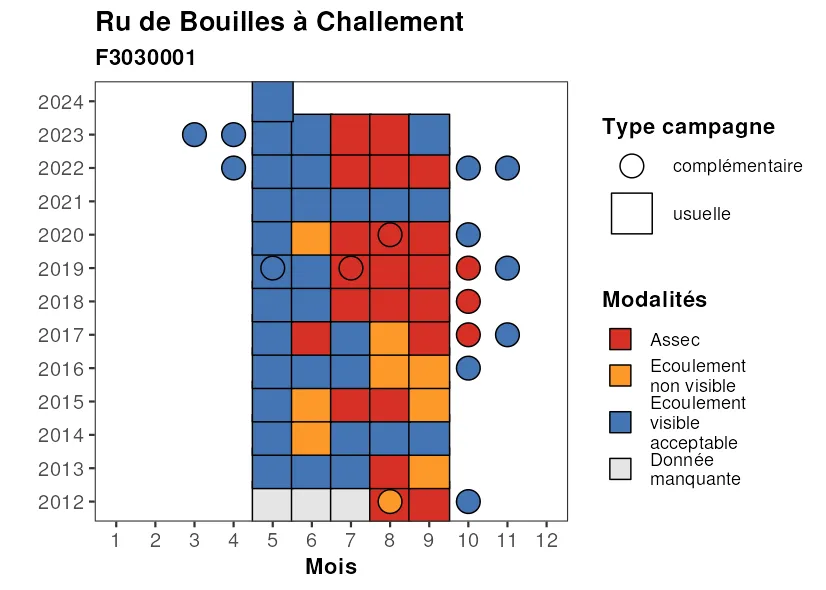 Ru de Bouilles à Challement
F3030001
2024
2023
2022
2021
2020
2019
2018
2017
2016
2015
2014
2013
2012
1 2 3 4 5 6 7 8 9 10 11 12
Mois
Type campagne
complémentaire
usuelle
Modalités
Assec
Ecoulement
non visible
Ecoulement
visible
acceptable
Donnée
manquante